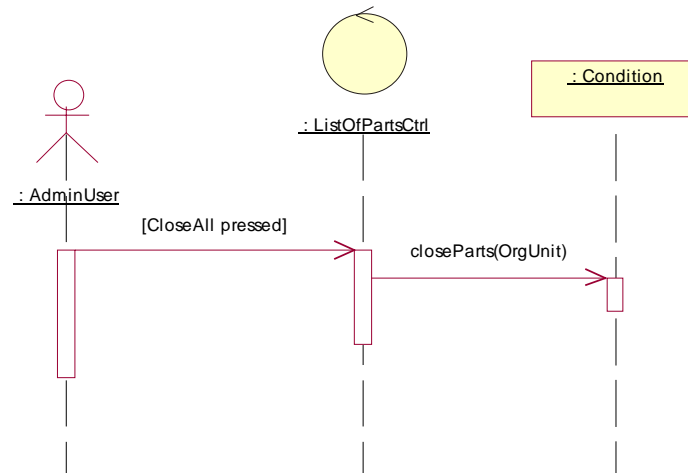 : Condition
: ListOfPartsCtrl
: AdminUser
[CloseAll pressed]
closeParts(OrgUnit)